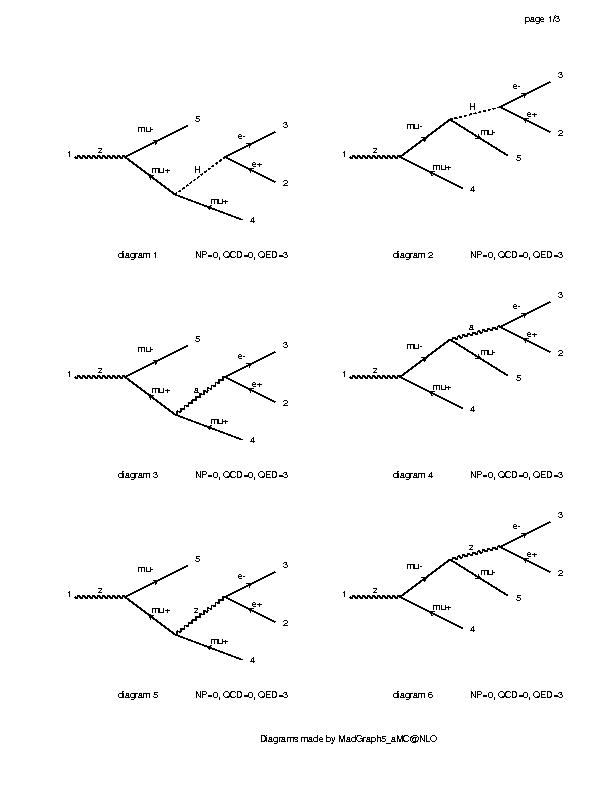 page 1/3
mu- 5 e- 3
1 z mu+ H e+ 2
mu+ 4
diagram 1 NP=0, QCD=0, QED=3
e- 3
H e+ 2
mu- mu- 5
1 z mu+ 4
diagram 2 NP=0, QCD=0, QED=3
mu- 5 e- 3
1 z mu+ a e+ 2
mu+ 4
diagram 3 NP=0, QCD=0, QED=3
e- 3
a e+ 2
mu- mu- 5
1 z mu+ 4
diagram 4 NP=0, QCD=0, QED=3
mu- 5 e- 3
1 z mu+ z e+ 2
mu+ 4
diagram 5 NP=0, QCD=0, QED=3
e- 3
z e+ 2
mu- mu- 5
1 z mu+ 4
diagram 6 NP=0, QCD=0, QED=3
Diagrams made by MadGraph5_aMC@NLO